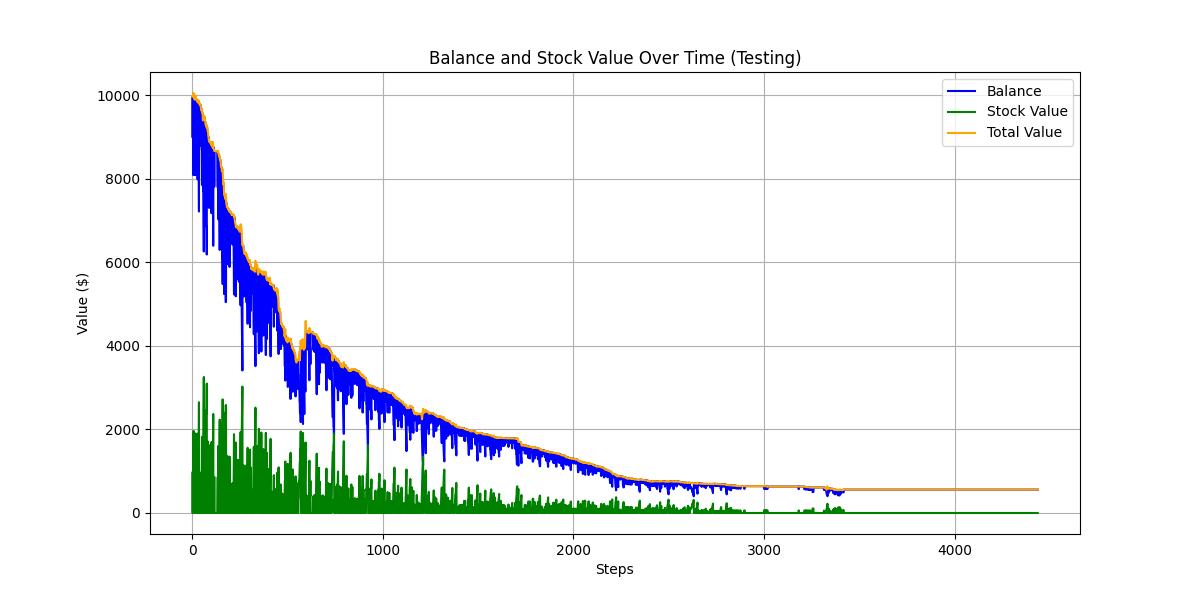 Balance and Stock Value Over Time (Testing)
Balance
Stock Value
Total Value
Value ($)
10000
8000
6000
4000
2000
0
0 1000 2000 3000 4000
Steps